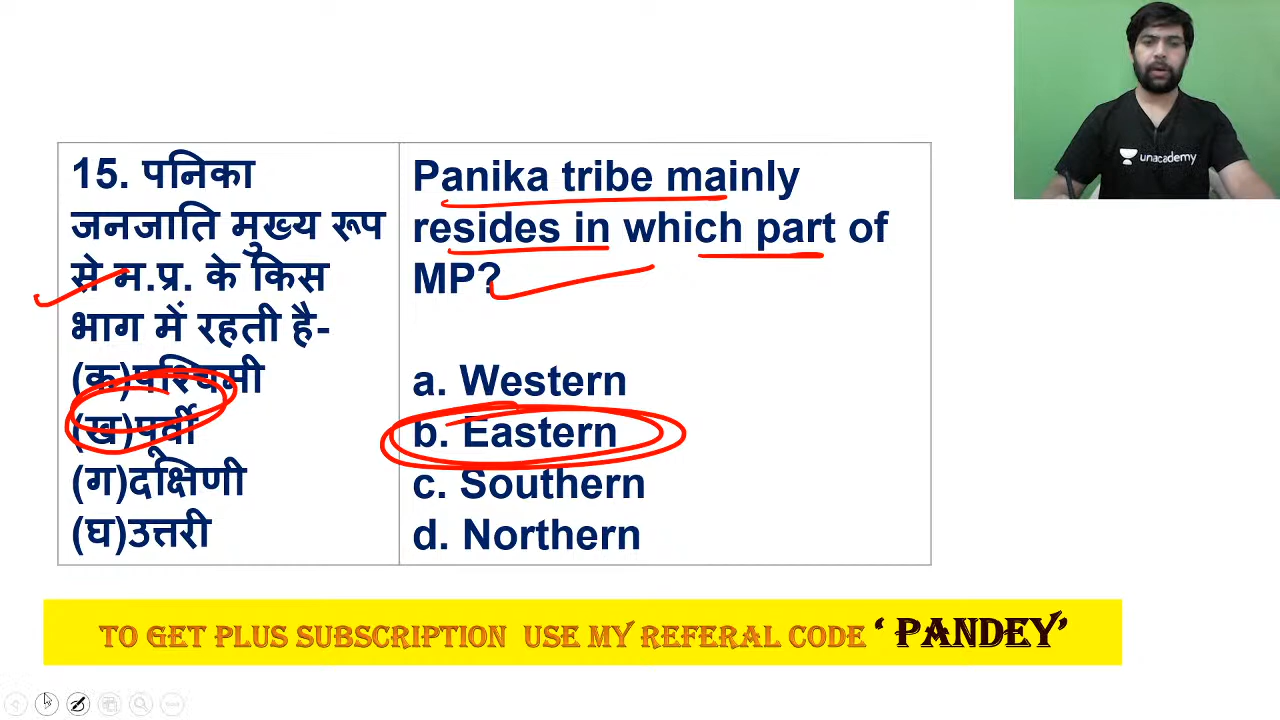 15. पनिका
जनजाति मुख्य रूप
से म.प्र. के किस
भाग में रहती है-
(क)पश्चिमी
(ख)पूर्वी
(ग)दक्षिणी
(घ)उत्तरी
Panika tribe mainly
resides in which part of
MP?
a. Western
b. Eastern
c. Southern
d. Northern
unacademy
TO GET PLUS SUBSCRIPTION USE MY REFERAL CODE ‘ PANDEY’